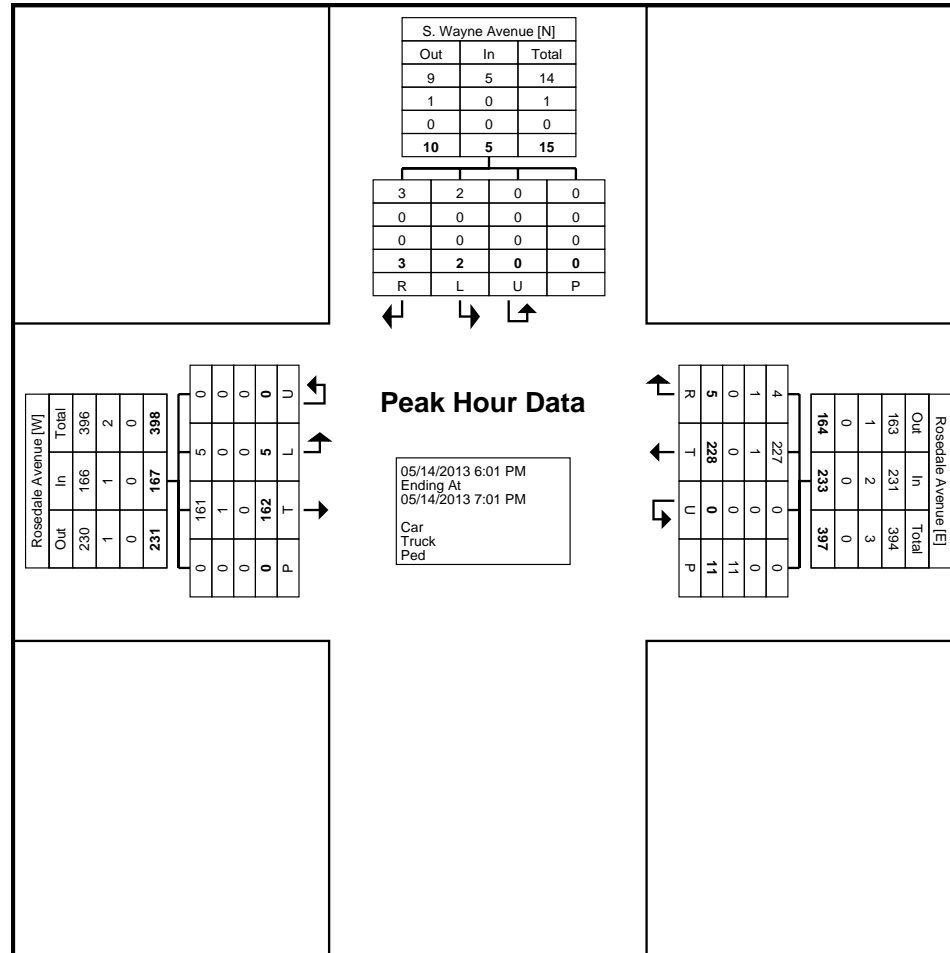 S. Wayne Avenue [N]
Out In Total
9 5 14
1 0 1
0 0 0
10 5 15
3 2 0 0
0 0 0 0
0 0 0 0
3 2 0 0
R L U P
Rosedale Avenue [W]
Out In Total
230 166 396
1 1 2
0 0 0
231 167 398
0 5 161 0
0 0 1 0
0 0 0 0
0 5 162 0
U L T P
Peak Hour Data
05/14/2013 6:01 PM
Ending At
05/14/2013 7:01 PM
Car
Truck
Ped
Rosedale Avenue [E]
Out In Total
163 231 394
1 2 3
0 0 0
164 233 397
4 227 0 0
1 1 0 0
0 0 0 11
5 228 0 11
R T U P